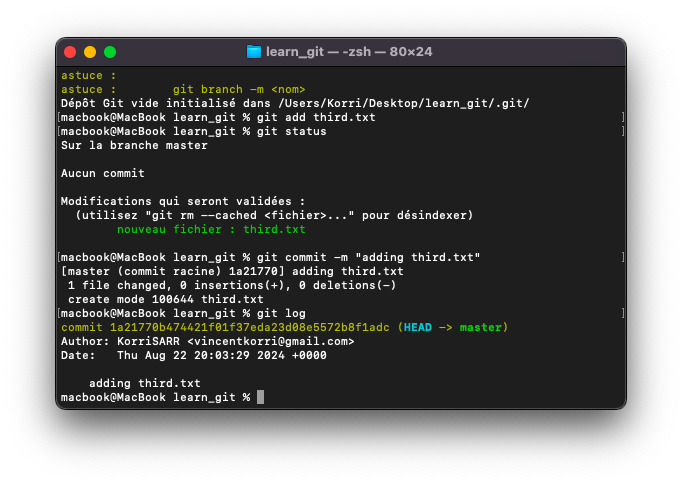 learn_git — -zsh — 80×24
astuce :
astuce :        git branch -m <nom>
Dépôt Git vide initialisé dans /Users/Korri/Desktop/learn_git/.git/
[macbook@MacBook learn_git % git add third.txt ]
[macbook@MacBook learn_git % git status ]
Sur la branche master
Aucun commit
Modifications qui seront validées :
  (utilisez "git rm --cached <fichier>..." pour désindexer)
        nouveau fichier : third.txt
[macbook@MacBook learn_git % git commit -m "adding third.txt" ]
[master (commit racine) 1a21770] adding third.txt
 1 file changed, 0 insertions(+), 0 deletions(-)
 create mode 100644 third.txt
[macbook@MacBook learn_git % git log ]
commit 1a21770b474421f01f37eda23d08e5572b8f1adc (HEAD -> master)
Author: KorriSARR <vincentkorri@gmail.com>
Date:   Thu Aug 22 20:03:29 2024 +0000
    adding third.txt
macbook@MacBook learn_git %